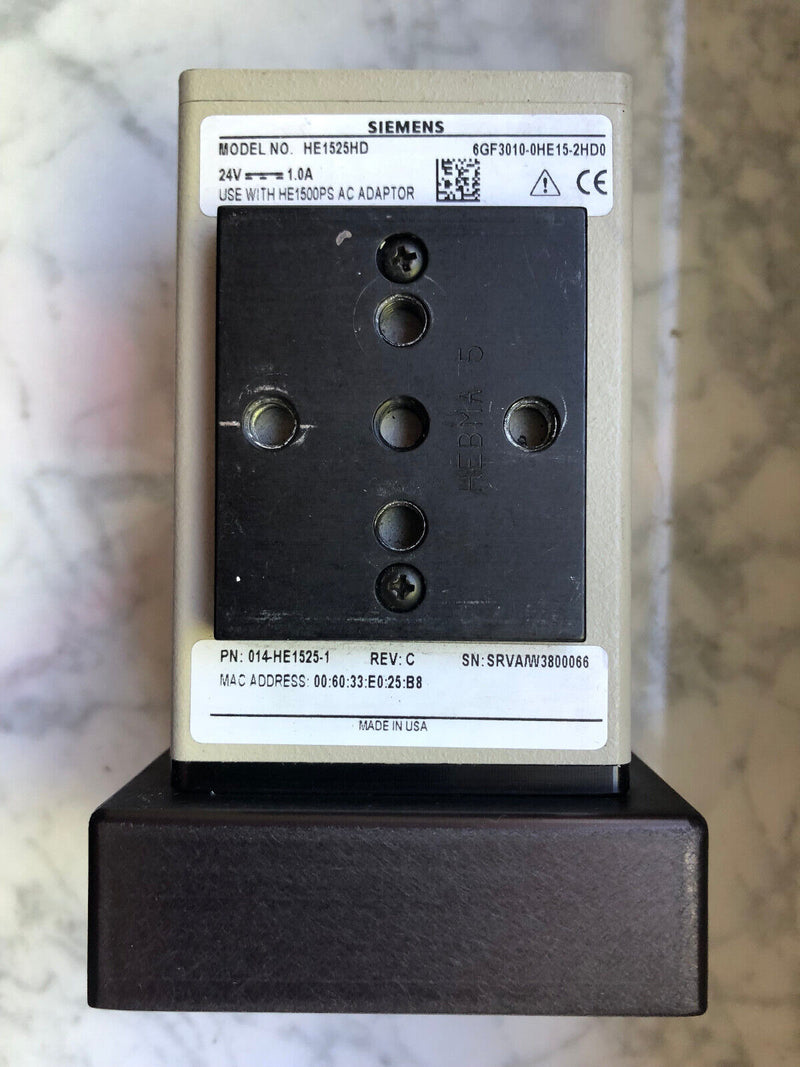 SIEMENS
MODEL NO. HE1525HD 6GF3010-0HE15-2HD0
24V 1.0A
USE WITH HE1500PS AC ADAPTOR
CE
HEBMA 5
PN: 014-HE1525-1 REV: C SN: SRVA/W3800066
MAC ADDRESS: 00:60:33:E0:25:B8
MADE IN USA